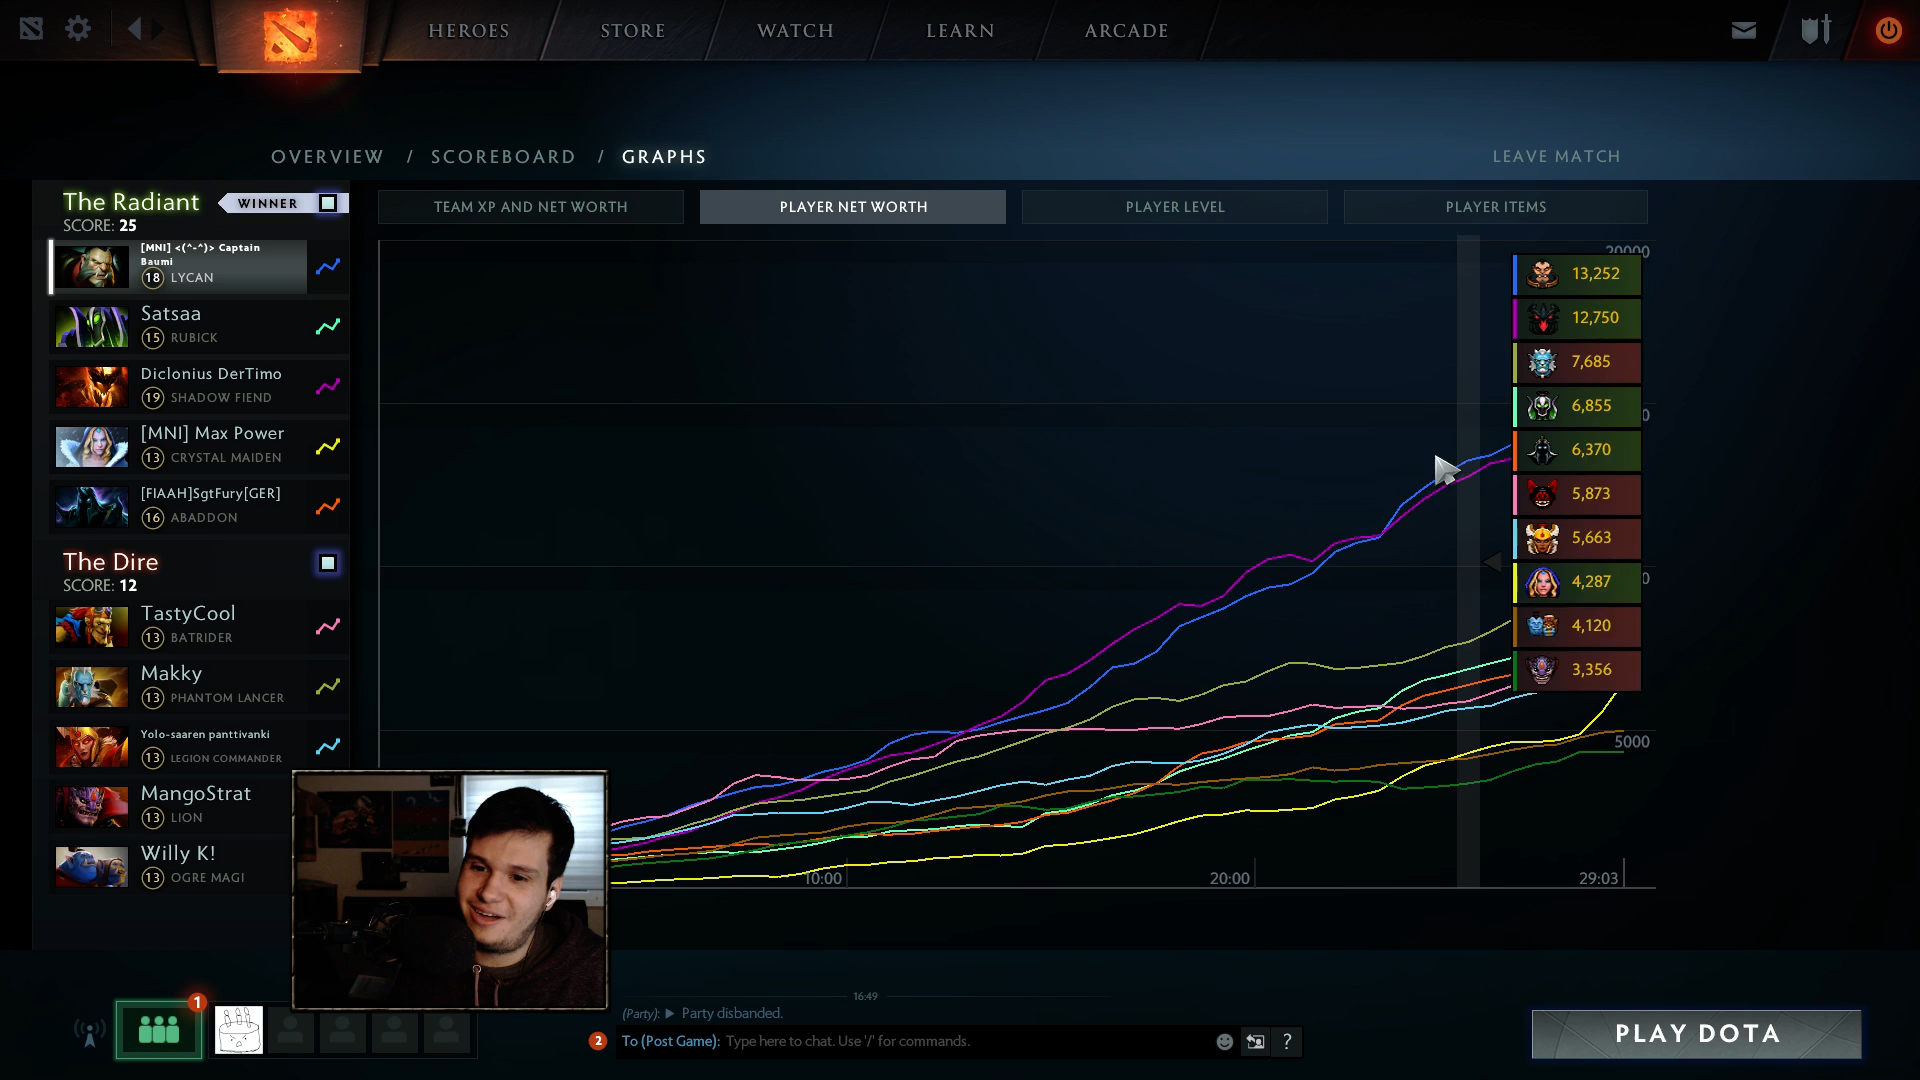 HEROES
STORE
WATCH
LEARN
ARCADE
OVERVIEW / SCOREBOARD / GRAPHS
LEAVE MATCH
The Radiant
WINNER
SCORE: 25
[MNI] <(^-^)> Captain
Baumi
18 LYCAN
Satsaa
15 RUBICK
Diclonius DerTimo
19 SHADOW FIEND
[MNI] Max Power
13 CRYSTAL MAIDEN
[FIAAH]SgtFury[GER]
16 ABADDON
The Dire
SCORE: 12
TastyCool
13 BATRIDER
Makky
13 PHANTOM LANCER
Yolo-saaren panttivanki
13 LEGION COMMANDER
MangoStrat
13 LION
Willy K!
13 OGRE MAGI
TEAM XP AND NET WORTH
PLAYER NET WORTH
PLAYER LEVEL
PLAYER ITEMS
20000
13,252
12,750
7,685
6,855
6,370
5,873
5,663
4,287
4,120
3,356
5000
10:00
20:00
29:03
1
16:49
(Party): Party disbanded.
2
To (Post Game): Type here to chat. Use '/' for commands.
?
PLAY DOTA